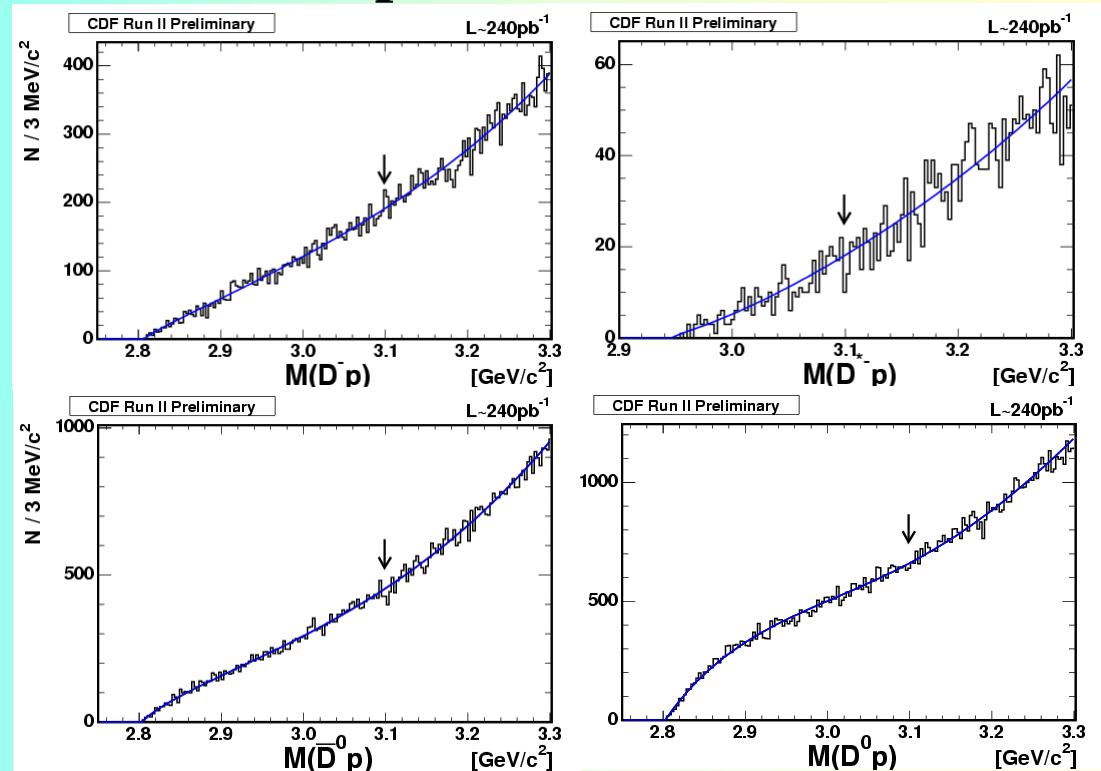 CDF Run II Preliminary
L~240pb⁻¹
N / 3 MeV/c²
400
300
200
100
0
2.8 2.9 3.0 3.1 3.2 3.3
M(D⁻p)
[GeV/c²]
CDF Run II Preliminary
L~240pb⁻¹
60
40
20
0
2.9 3.0 3.1 3.2 3.3
M(D*⁻p)
[GeV/c²]
CDF Run II Preliminary
L~240pb⁻¹
N / 3 MeV/c²
1000
500
0
2.8 2.9 3.0 3.1 3.2 3.3
M(D̅⁰p)
[GeV/c²]
CDF Run II Preliminary
L~240pb⁻¹
1000
500
0
2.8 2.9 3.0 3.1 3.2 3.3
M(D⁰p)
[GeV/c²]